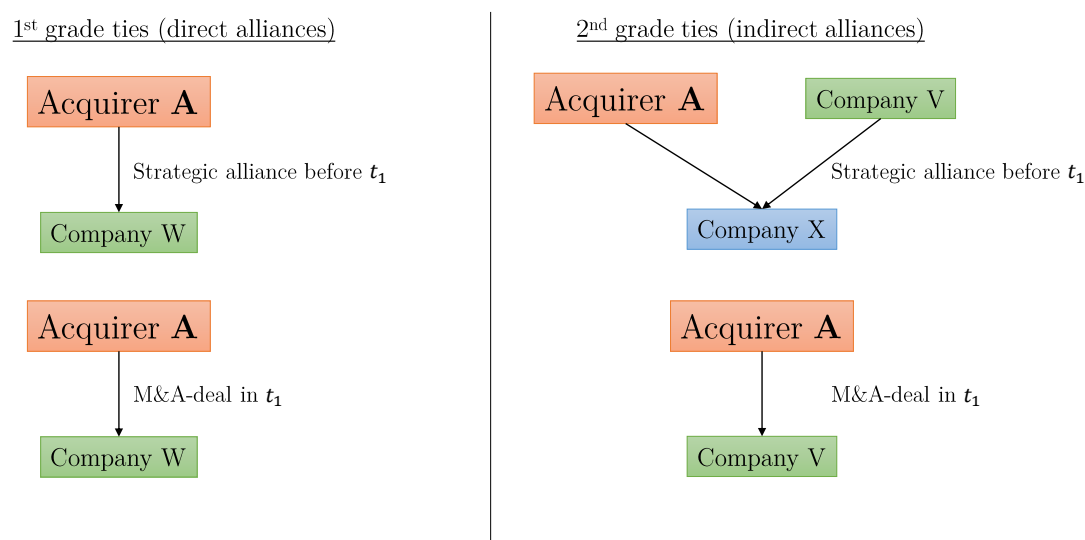 1st grade ties (direct alliances)
Acquirer A
Strategic alliance before t1
Company W
Acquirer A
M&A-deal in t1
Company W
2nd grade ties (indirect alliances)
Acquirer A
Company V
Strategic alliance before t1
Company X
Acquirer A
M&A-deal in t1
Company V